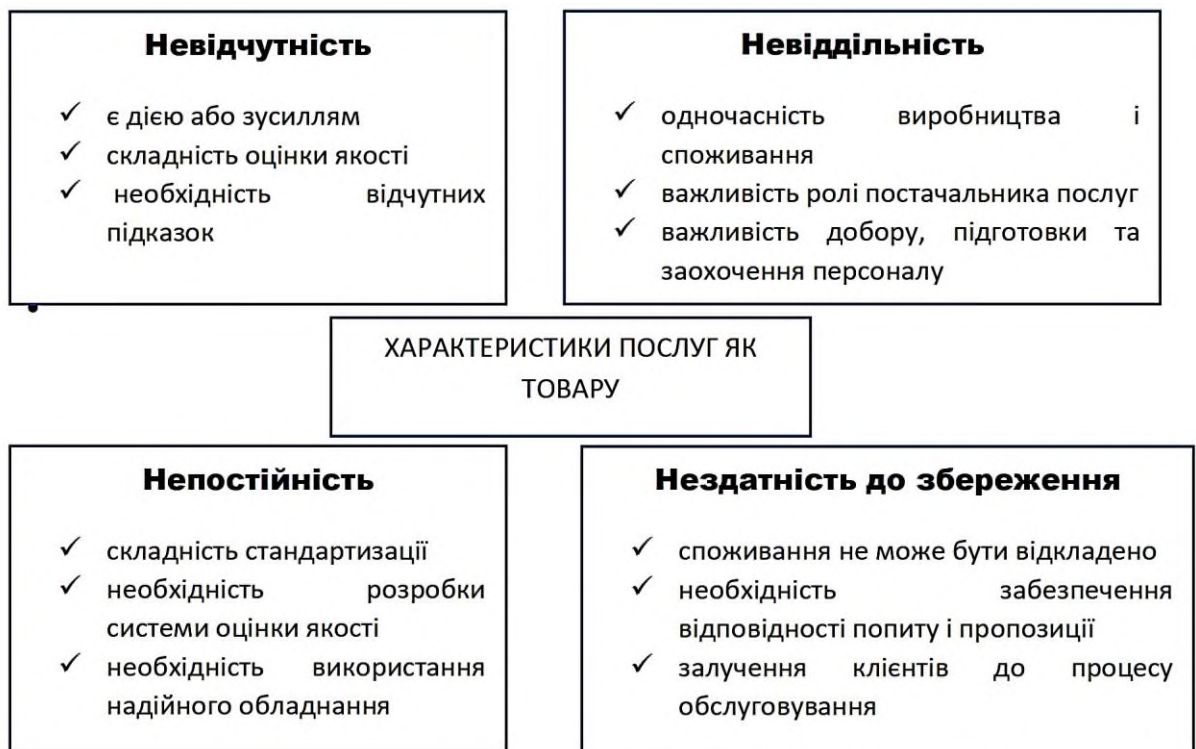 Невідчутність
✓ є дією або зусиллям
✓ складність оцінки якості
✓ необхідність відчутних
підказок
Невіддільність
✓ одночасність виробництва і
споживання
✓ важливість ролі постачальника послуг
✓ важливість добору, підготовки та
заохочення персоналу
•
ХАРАКТЕРИСТИКИ ПОСЛУГ ЯК
ТОВАРУ
Непостійність
✓ складність стандартизації
✓ необхідність розробки
системи оцінки якості
✓ необхідність використання
надійного обладнання
Нездатність до збереження
✓ споживання не може бути відкладено
✓ необхідність забезпечення
відповідності попиту і пропозиції
✓ залучення клієнтів до процесу
обслуговування